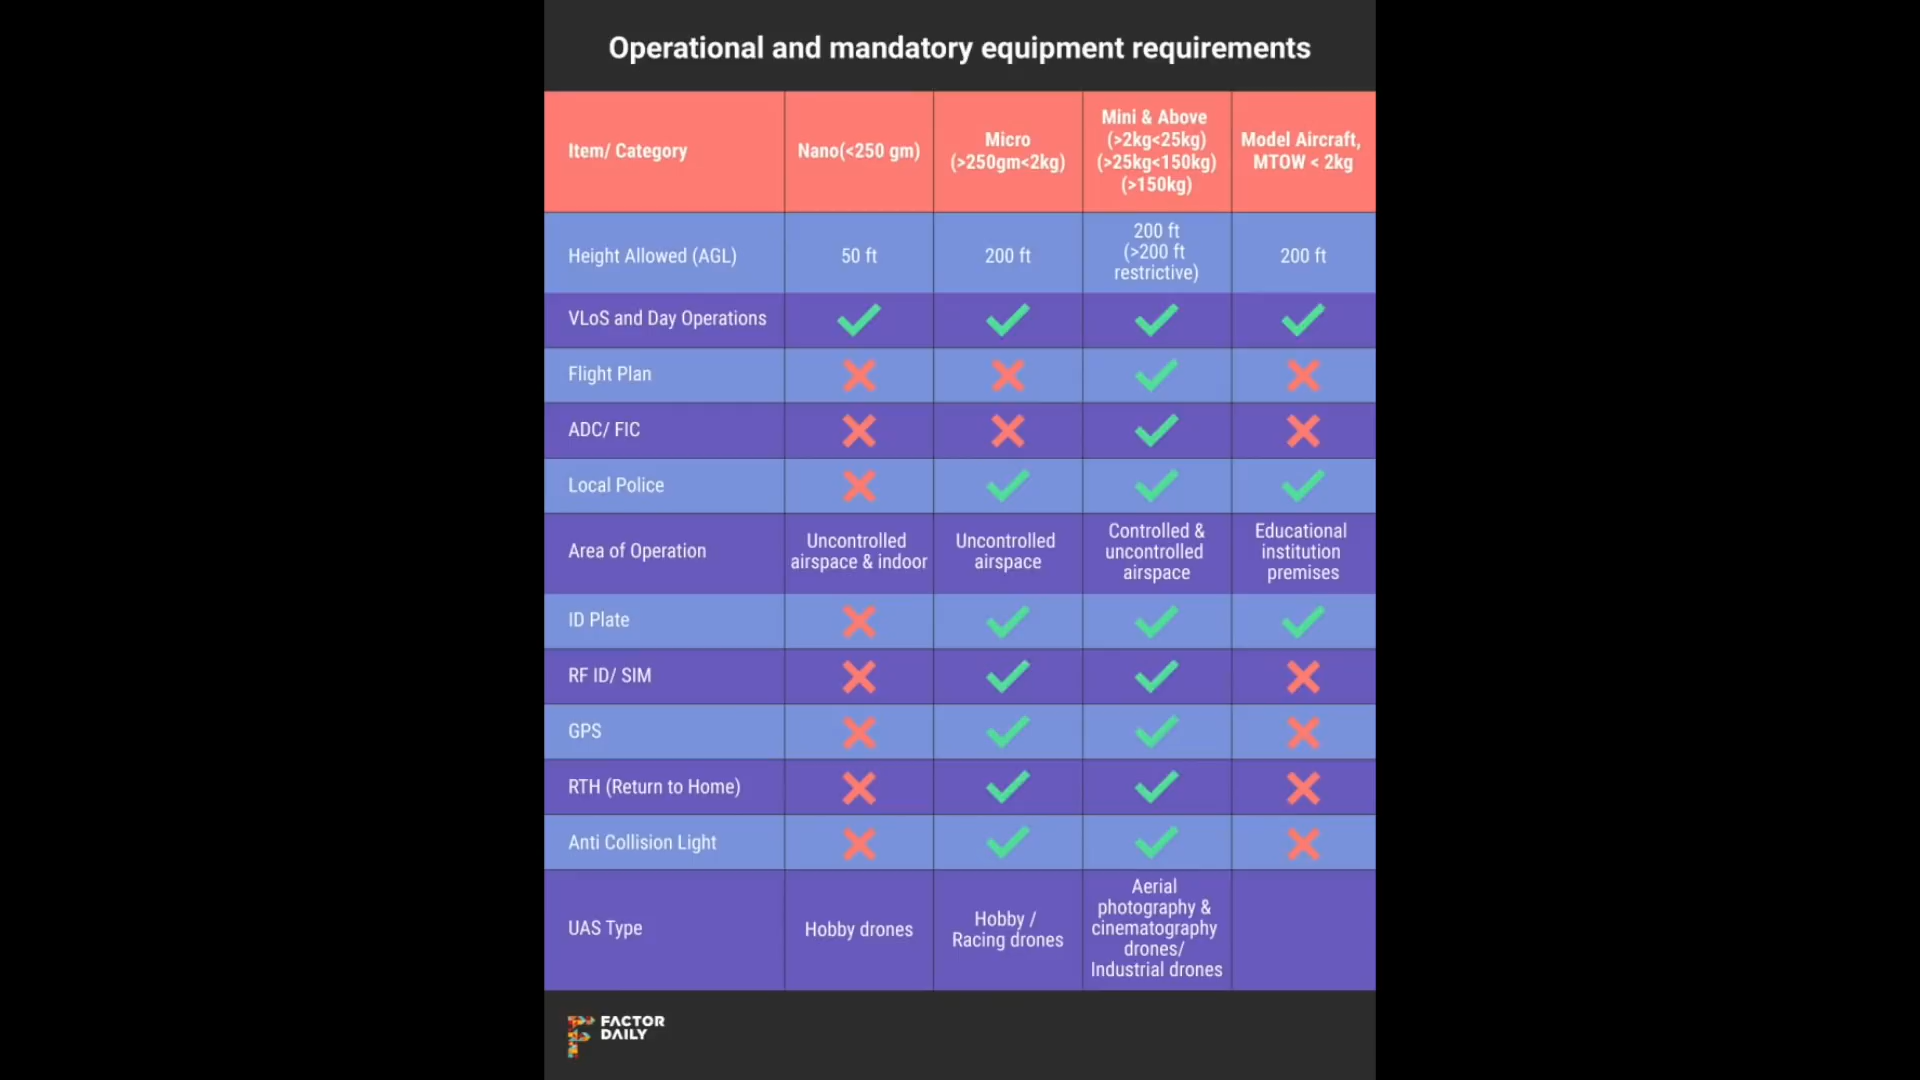 Operational and mandatory equipment requirements
Item/ Category
Nano(<250 gm)
Micro
(>250gm<2kg)
Mini & Above
(>2kg<25kg)
(>25kg<150kg)
(>150kg)
Model Aircraft,
MTOW < 2kg
Height Allowed (AGL)
50 ft
200 ft
200 ft
(>200 ft
restrictive)
200 ft
VLoS and Day Operations
Flight Plan
ADC/ FIC
Local Police
Area of Operation
Uncontrolled
airspace & indoor
Uncontrolled
airspace
Controlled &
uncontrolled
airspace
Educational
institution
premises
ID Plate
RF ID/ SIM
GPS
RTH (Return to Home)
Anti Collision Light
UAS Type
Hobby drones
Hobby /
Racing drones
Aerial
photography &
cinematography
drones/
Industrial drones
FACTOR
DAILY